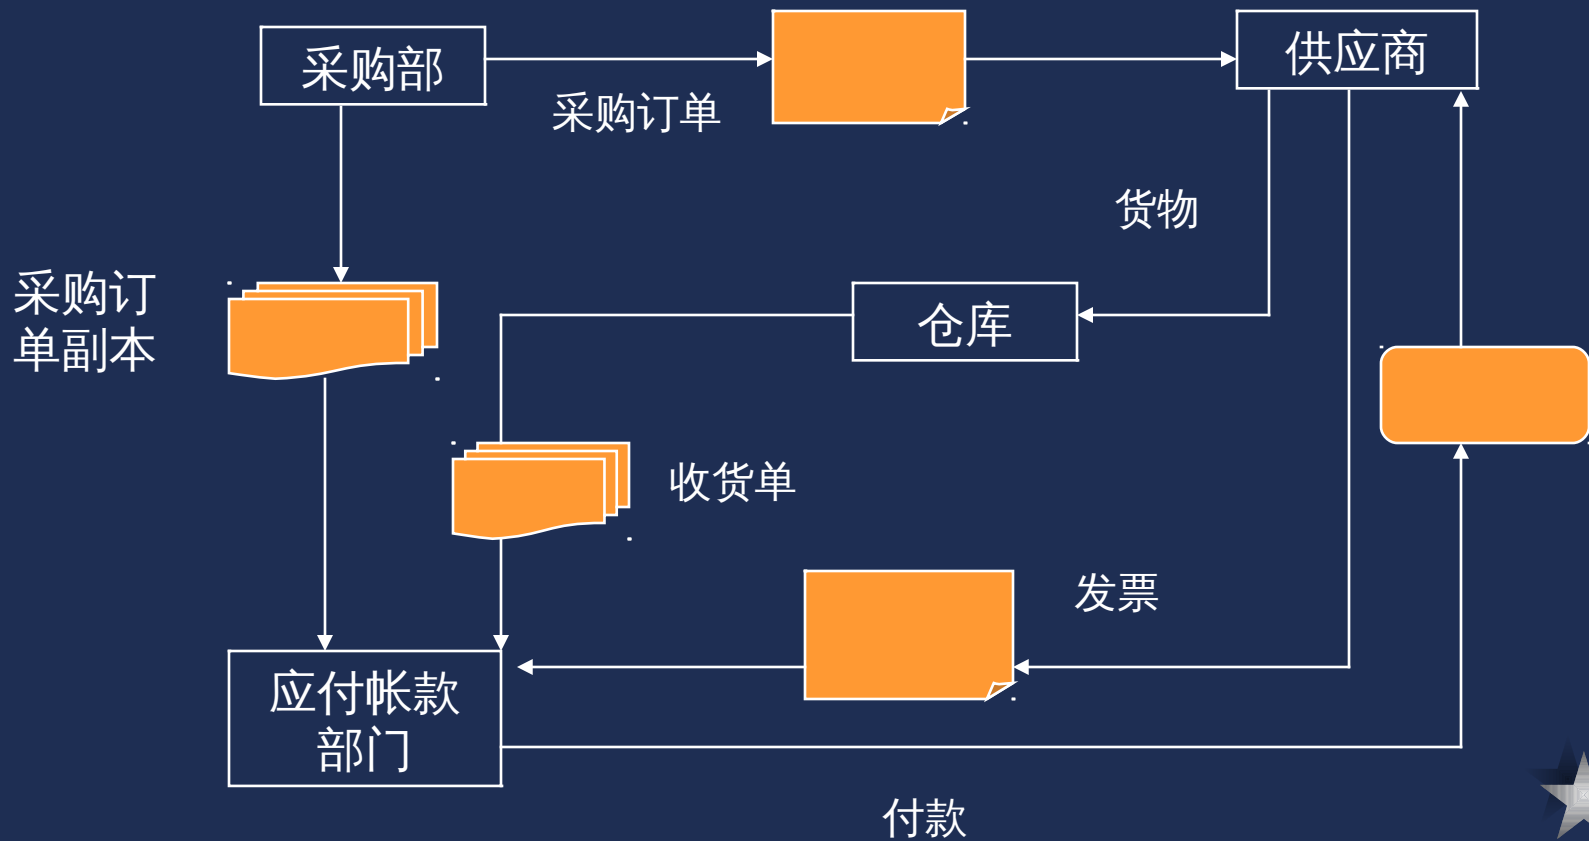 采购部
供应商
采购订单
货物
采购订
单副本
仓库
收货单
发票
应付帐款
部门
付款